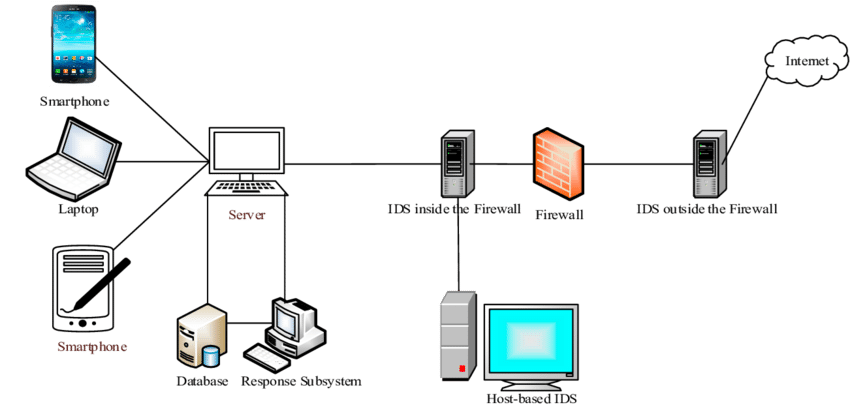 Smartphone
Internet
Laptop
Server
IDS inside the Firewall
Firewall
IDS outside the Firewall
Smartphone
Database
Response Subsystem
Host-based IDS